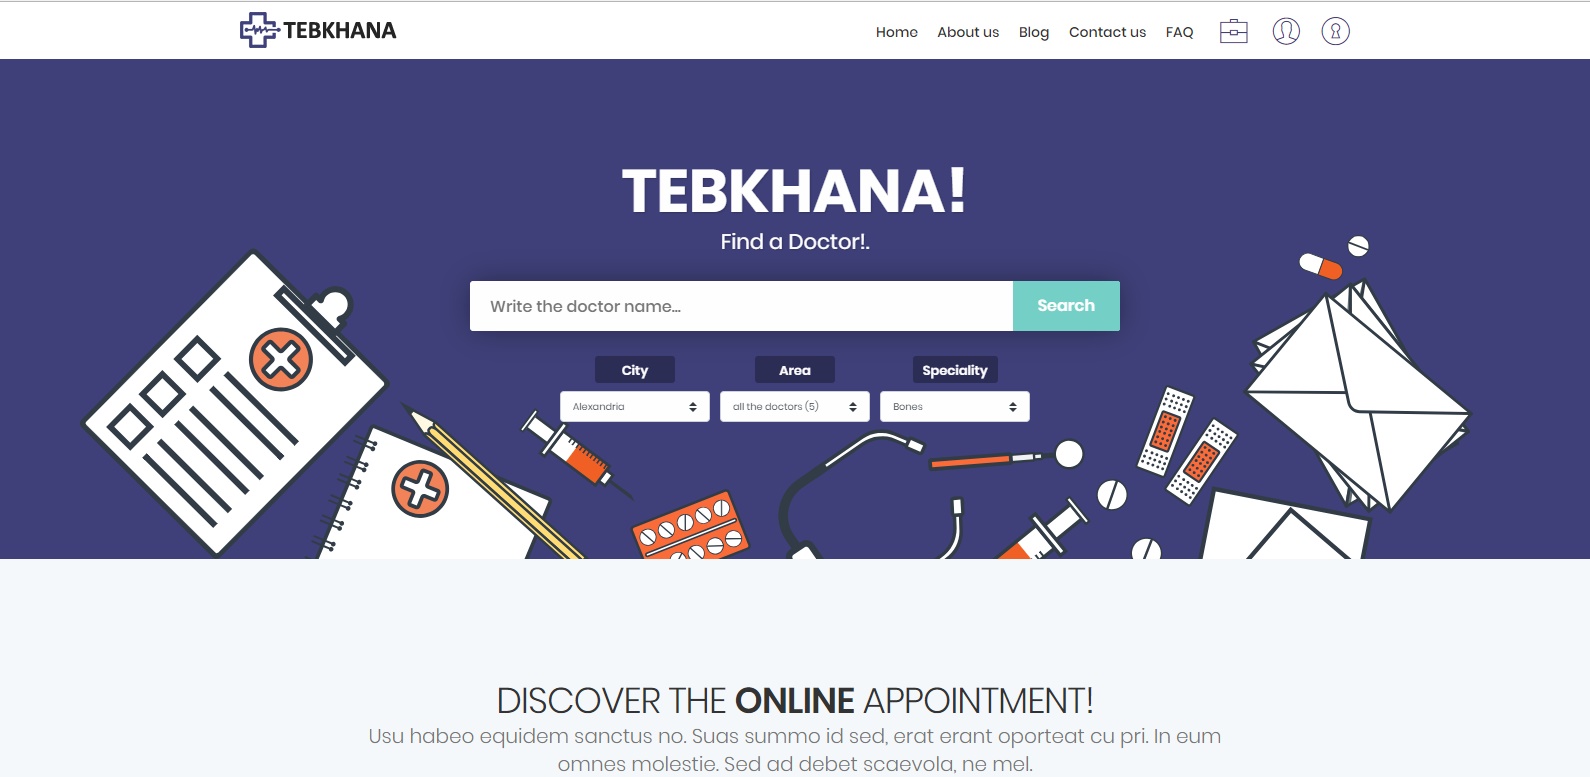 TEBKHANA
Home About us Blog Contact us FAQ
TEBKHANA!
Find a Doctor!.
Write the doctor name... Search
City Area Speciality
Alexandria all the doctors (5) Bones
DISCOVER THE ONLINE APPOINTMENT!
Usu habeo equidem sanctus no. Suas summo id sed, erat erant oporteat cu pri. In eum
omnes molestie. Sed ad debet scaevola, ne mel.